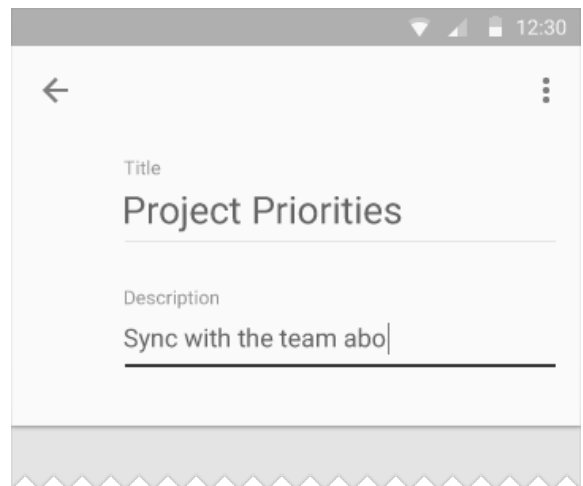 12:30
Title
Project Priorities
Description
Sync with the team abo